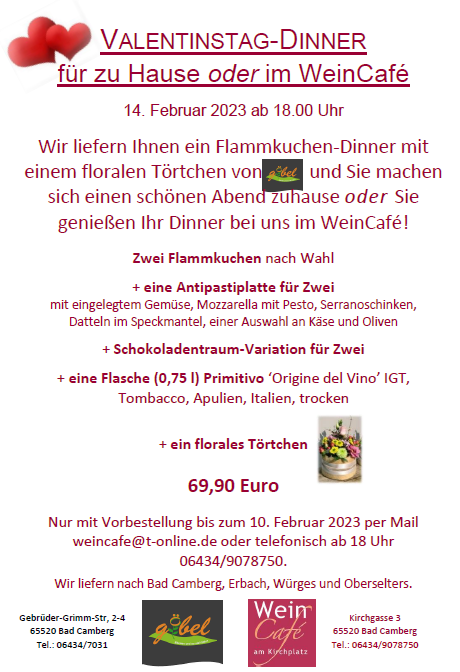 VALENTINSTAG-DINNER
für zu Hause oder im WeinCafé
14. Februar 2023 ab 18.00 Uhr
Wir liefern Ihnen ein Flammkuchen-Dinner mit
einem floralen Törtchen von göbel und Sie machen
sich einen schönen Abend zuhause oder Sie
genießen Ihr Dinner bei uns im WeinCafé!
Zwei Flammkuchen nach Wahl
+ eine Antipastiplatte für Zwei
mit eingelegtem Gemüse, Mozzarella mit Pesto, Serranoschinken,
Datteln im Speckmantel, einer Auswahl an Käse und Oliven
+ Schokoladentraum-Variation für Zwei
+ eine Flasche (0,75 l) Primitivo ‘Origine del Vino’ IGT,
Tombacco, Apulien, Italien, trocken
+ ein florales Törtchen
69,90 Euro
Nur mit Vorbestellung bis zum 10. Februar 2023 per Mail
weincafe@t-online.de oder telefonisch ab 18 Uhr
06434/9078750.
Wir liefern nach Bad Camberg, Erbach, Würges und Oberselters.
Gebrüder-Grimm-Str, 2-4
65520 Bad Camberg
Tel.: 06434/7031
göbel
Wein
Café
am Kirchplatz
Kirchgasse 3
65520 Bad Camberg
Tel.: 06434/9078750